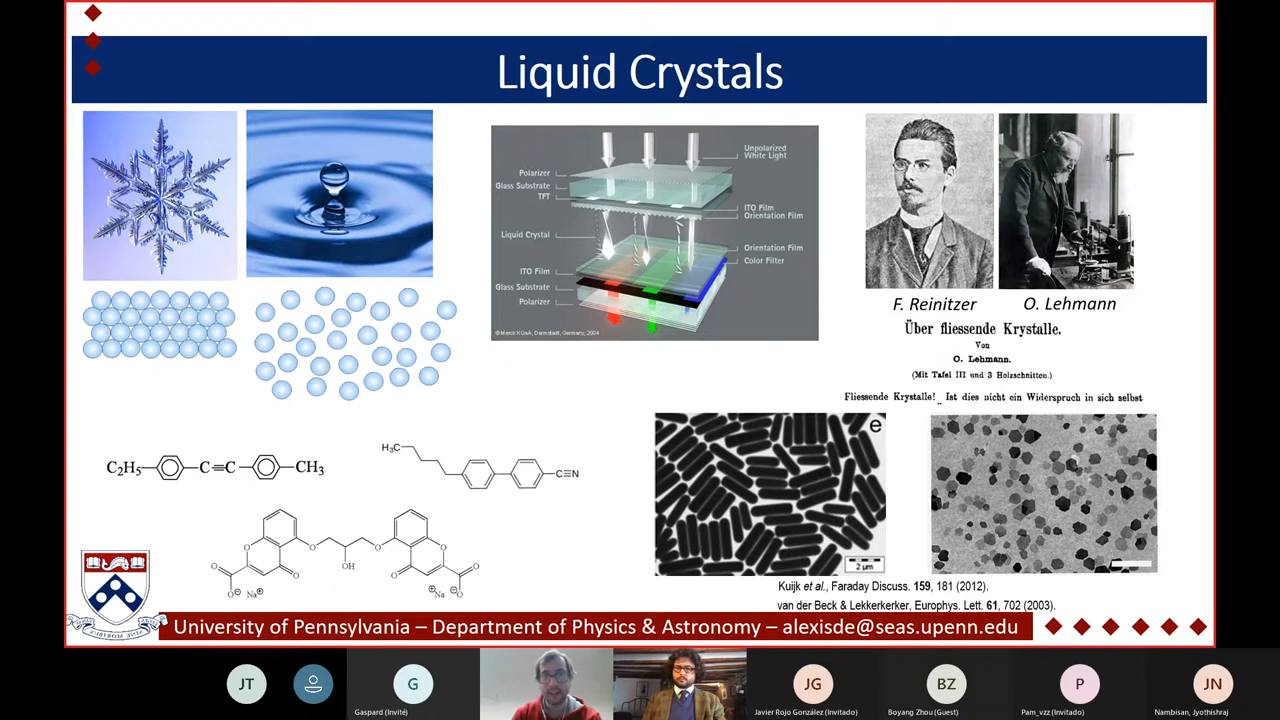 Liquid Crystals
Unpolarized
White Light
Polarizer
Glass Substrate
TFT
ITO Film
Orientation Film
Liquid Crystal
Orientation Film
Color Filter
ITO Film
Glass Substrate
Polarizer
© Merck KGaA, Darmstadt, Germany, 2004
F. Reinitzer
O. Lehmann
Über fliessende Krystalle.
Von
O. Lehmann.
(Mit Tafel III und 3 Holzschnitten.)
Fliessende Krystalle! Ist dies nicht ein Widerspruch in sich selbst
C₂H₅
C≡C
CH₃
H₃C
C≡N
O
O
OH
O
O
O
O
O
O
O⊖ Na⊕
⊕Na ⊖O
e
2 µm
Kuijk et al., Faraday Discuss. 159, 181 (2012).
van der Beck & Lekkerkerker, Europhys. Lett. 61, 702 (2003).
University of Pennsylvania – Department of Physics & Astronomy – alexisde@seas.upenn.edu
JT
G
Gaspard (Invité)
JG
Javier Rojo González (Invitado)
BZ
Boyang Zhou (Guest)
P
Pam_vzz (Invitado)
JN
Nambisan, Jyothishraj